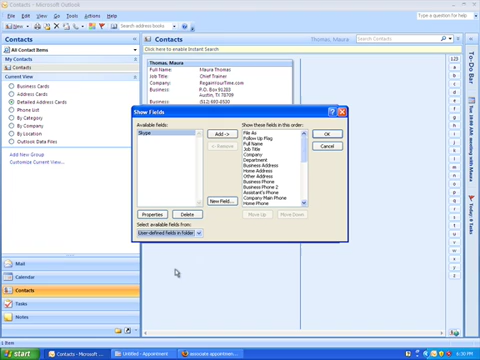 Contacts - Microsoft Outlook
File Edit View Go Tools Actions Help
Type a question for help
New
Search address books
Contacts
All Contact Items
My Contacts
Contacts
Current View
Business Cards
Address Cards
Detailed Address Cards
Phone List
By Category
By Company
By Location
Outlook Data Files
Add New Group
Customize Current View...
Mail
Calendar
Contacts
Tasks
Notes
Contacts
Thomas, Maura
Search Contacts
Click here to enable Instant Search
Thomas, Maura
Full Name: Maura Thomas
Job Title: Chief Trainer
Company: RegainYourTime.com
Business: P.O. Box 91283
Austin, TX 78709
Business:
Show Fields
Available fields:
Skype
Add ->
<- Remove
New Field...
Properties
Delete
Select available fields from:
User-defined fields in folder
Show these fields in this order:
File As
Follow Up Flag
Full Name
Job Title
Company
Department
Business Address
Home Address
Other Address
Business Phone
Business Phone 2
Assistant's Phone
Company Main Phone
Home Phone
Move Up
Move Down
OK
Cancel
123
a
To-Do Bar
start
Contacts - Microsoft...
Untitled - Appointment
associate appointmen...
6:30 PM